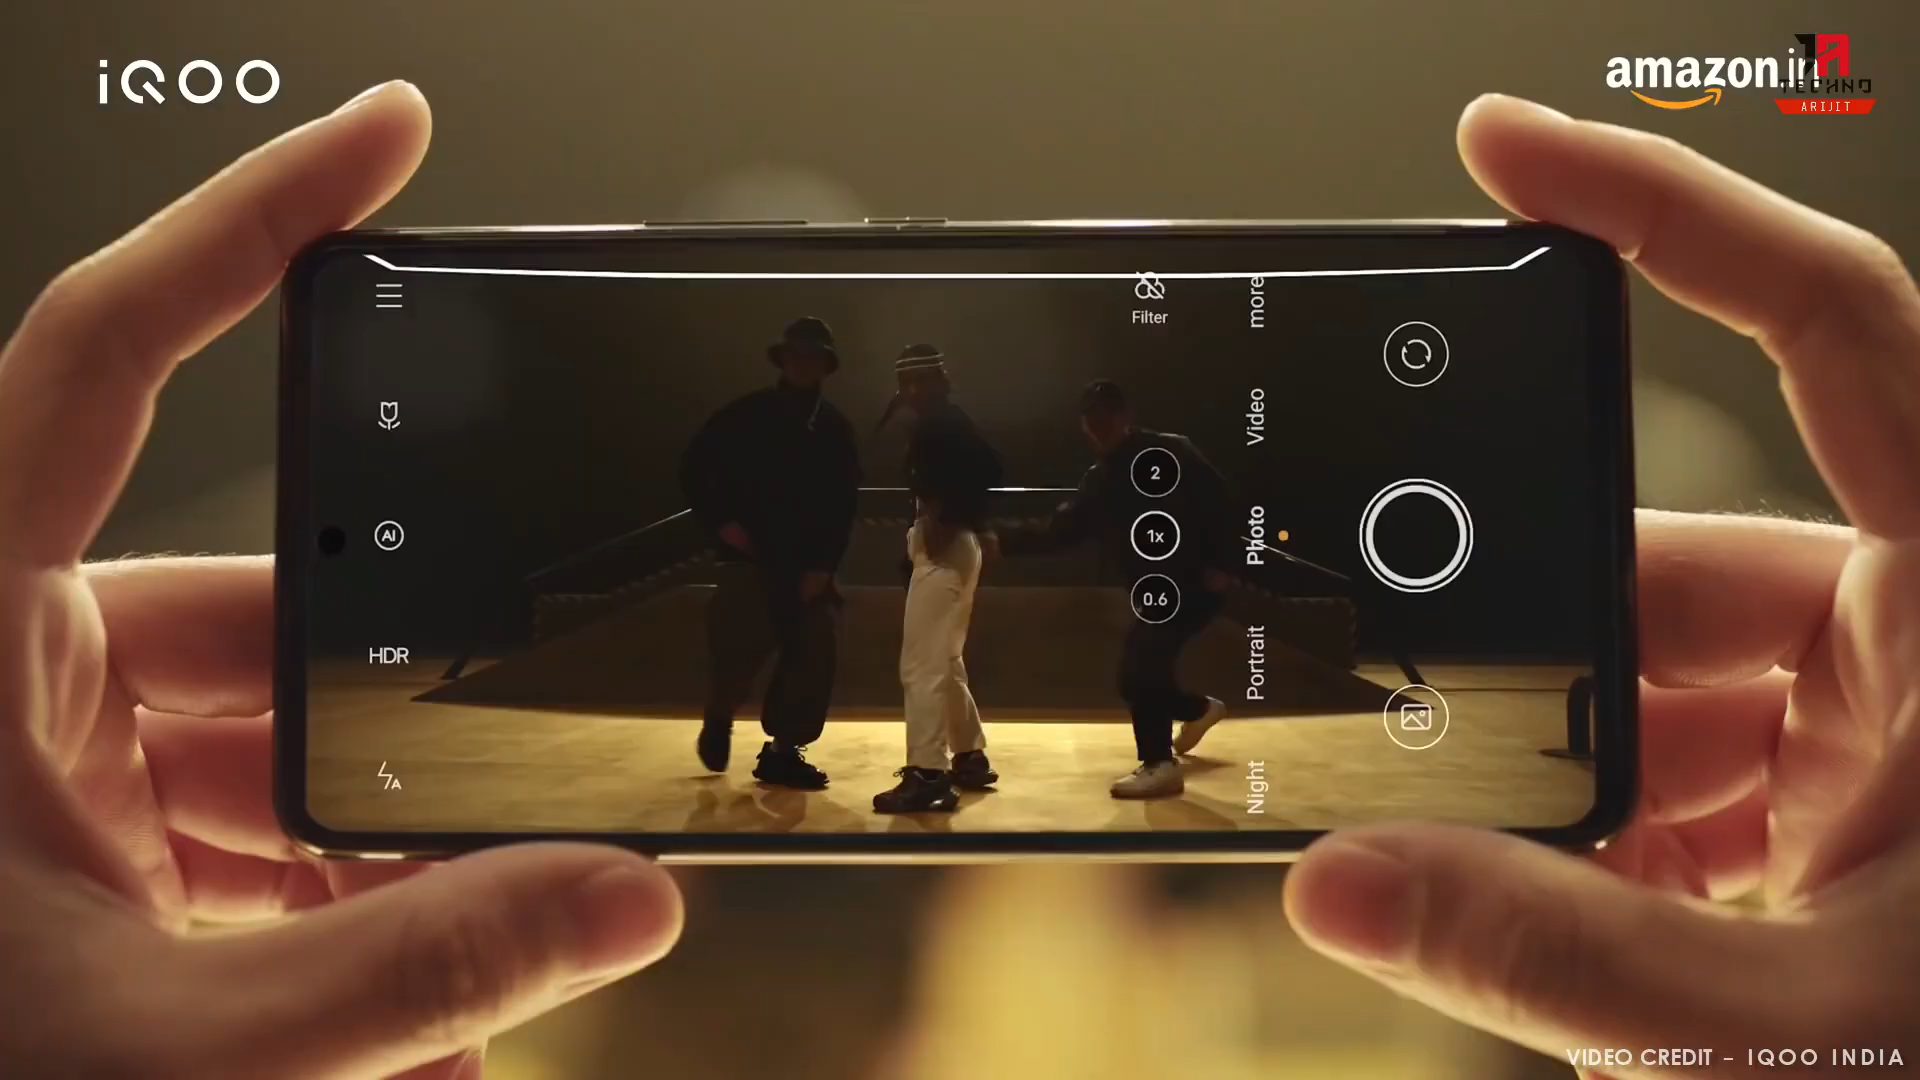 iQOO
amazon.in
TECHNO
ARIJIT
Filter
more
Video
2
1x
Photo
0.6
Portrait
Night
AI
HDR
A
VIDEO CREDIT – IQOO INDIA